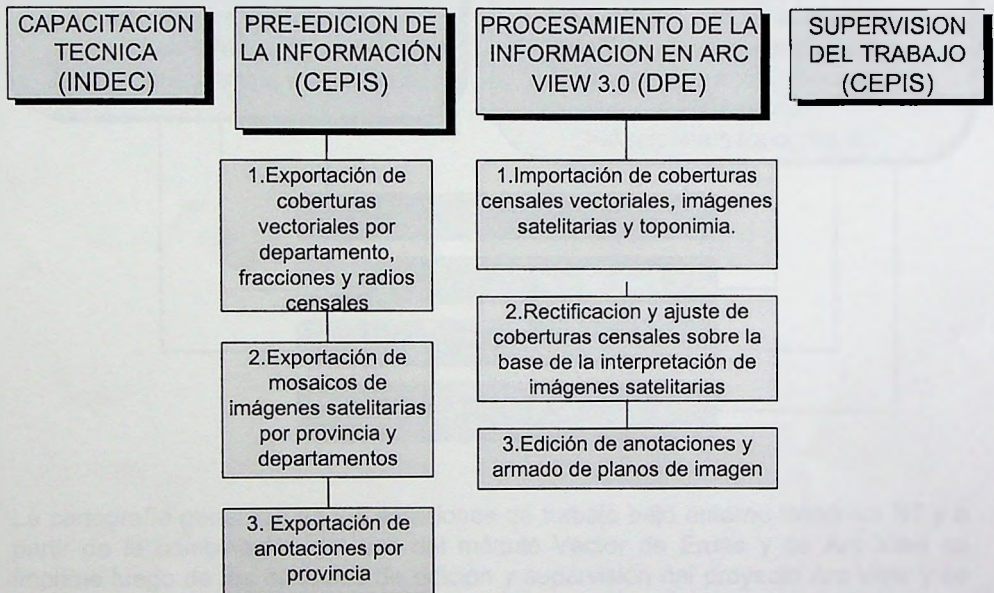 CAPACITACION
TECNICA
(INDEC)
PRE-EDICION DE
LA INFORMACIÓN
(CEPIS)
PROCESAMIENTO DE LA
INFORMACION EN ARC
VIEW 3.0 (DPE)
SUPERVISION
DEL TRABAJO
(CEPIS)
1.Exportación de
coberturas
vectoriales por
departamento,
fracciones y radios
censales
2.Exportación de
mosaicos de
imágenes satelitarias
por provincia y
departamentos
3. Exportación de
anotaciones por
provincia
1.Importación de coberturas
censales vectoriales, imágenes
satelitarias y toponimia.
2.Rectificacion y ajuste de
coberturas censales sobre la
base de la interpretación de
imágenes satelitarias
3.Edición de anotaciones y
armado de planos de imagen